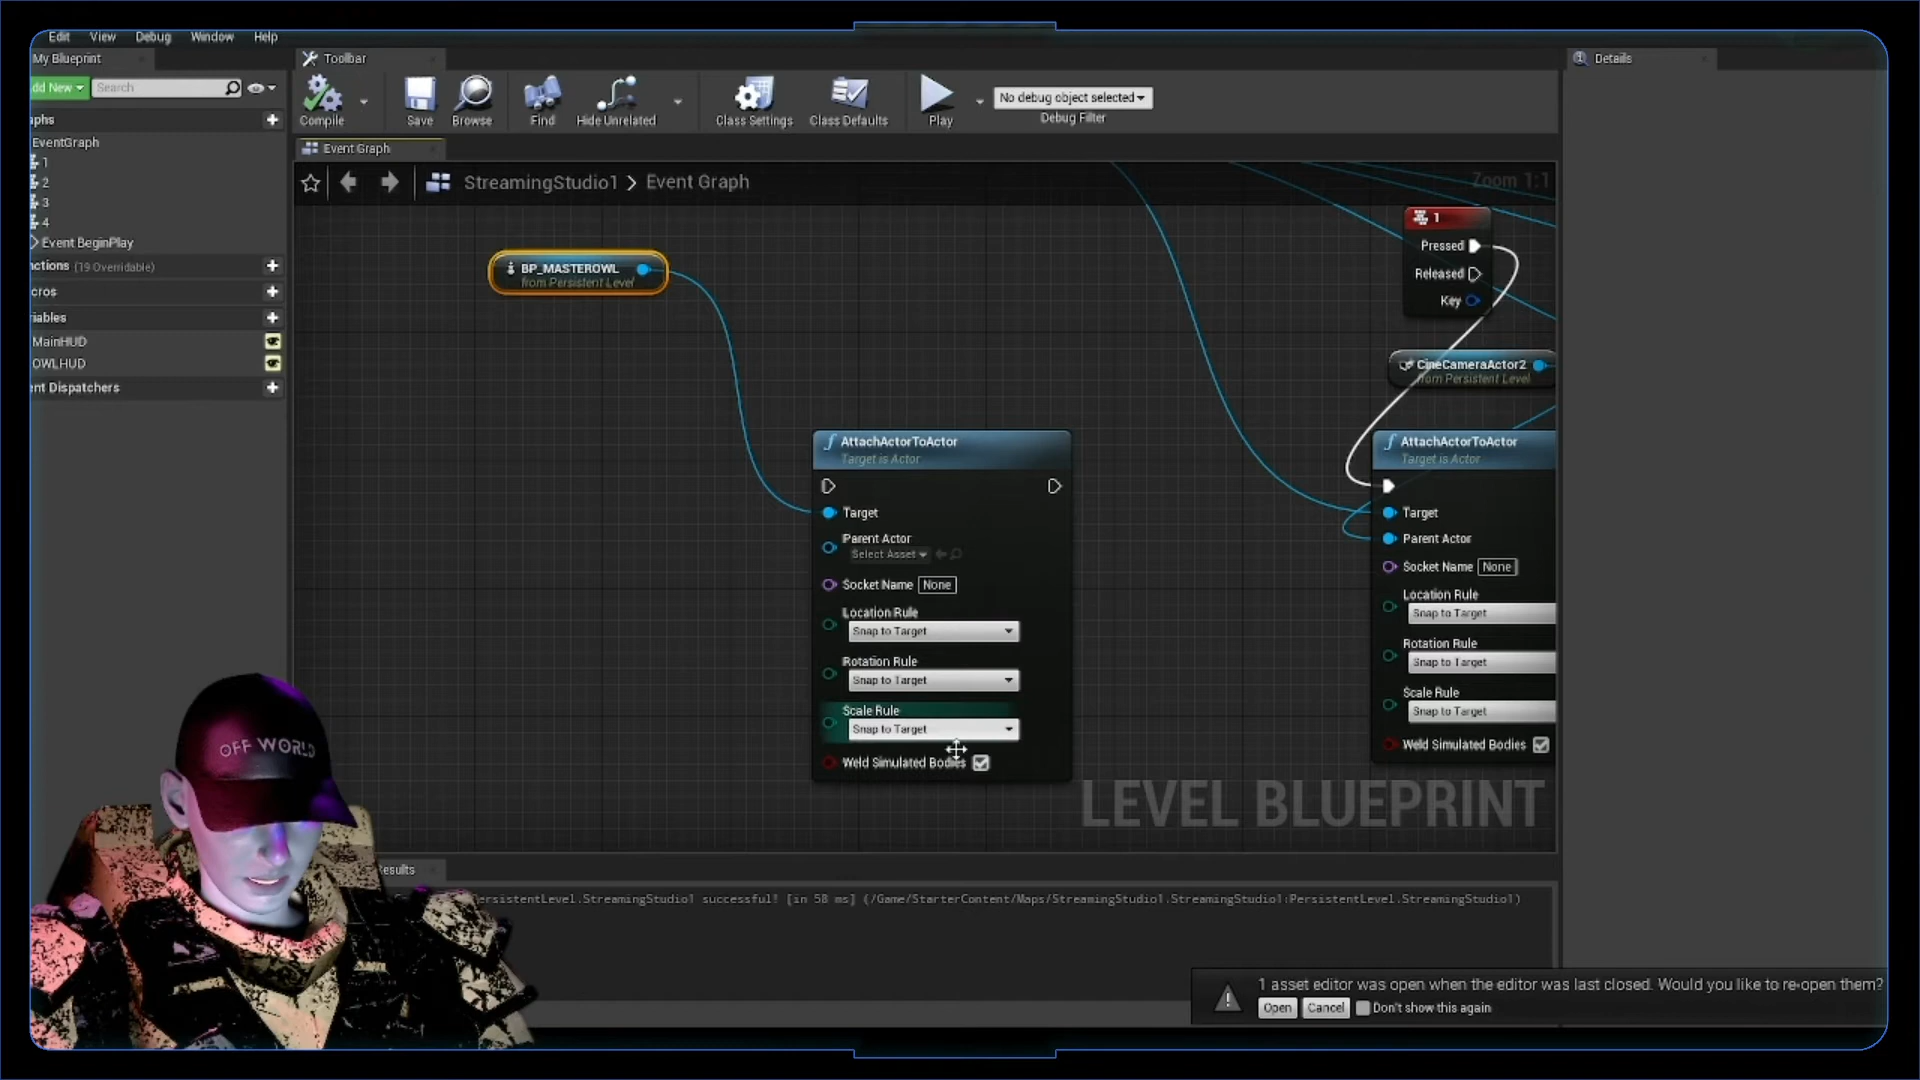 Edit View Debug Window Help
My Blueprint
Toolbar
Details
dd New
Search
Compile
Save
Browse
Find
Hide Unrelated
Class Settings
Class Defaults
Play
No debug object selected
Debug Filter
aphs
EventGraph
1
2
3
4
Event BeginPlay
nctions (19 Overridable)
cros
riables
MainHUD
OWLHUD
ent Dispatchers
Event Graph
StreamingStudio1 > Event Graph
Zoom 1:1
BP_MASTEROWL
from Persistent Level
1
Pressed
Released
Key
CineCameraActor2
from Persistent Level
AttachActorToActor
Target is Actor
Target
Parent Actor
Select Asset
Socket Name None
Location Rule
Snap to Target
Rotation Rule
Snap to Target
Scale Rule
Snap to Target
Weld Simulated Bodies
AttachActorToActor
Target is Actor
Target
Parent Actor
Socket Name None
Location Rule
Snap to Target
Rotation Rule
Snap to Target
Scale Rule
Snap to Target
Weld Simulated Bodies
LEVEL BLUEPRINT
OFF WORLD
esults
ersistentLevel.StreamingStudio1 successful! [in 58 ms] (/Game/StarterContent/Maps/StreamingStudio1.StreamingStudio1:PersistentLevel.StreamingStudio1)
1 asset editor was open when the editor was last closed. Would you like to re-open them?
Open Cancel Don't show this again